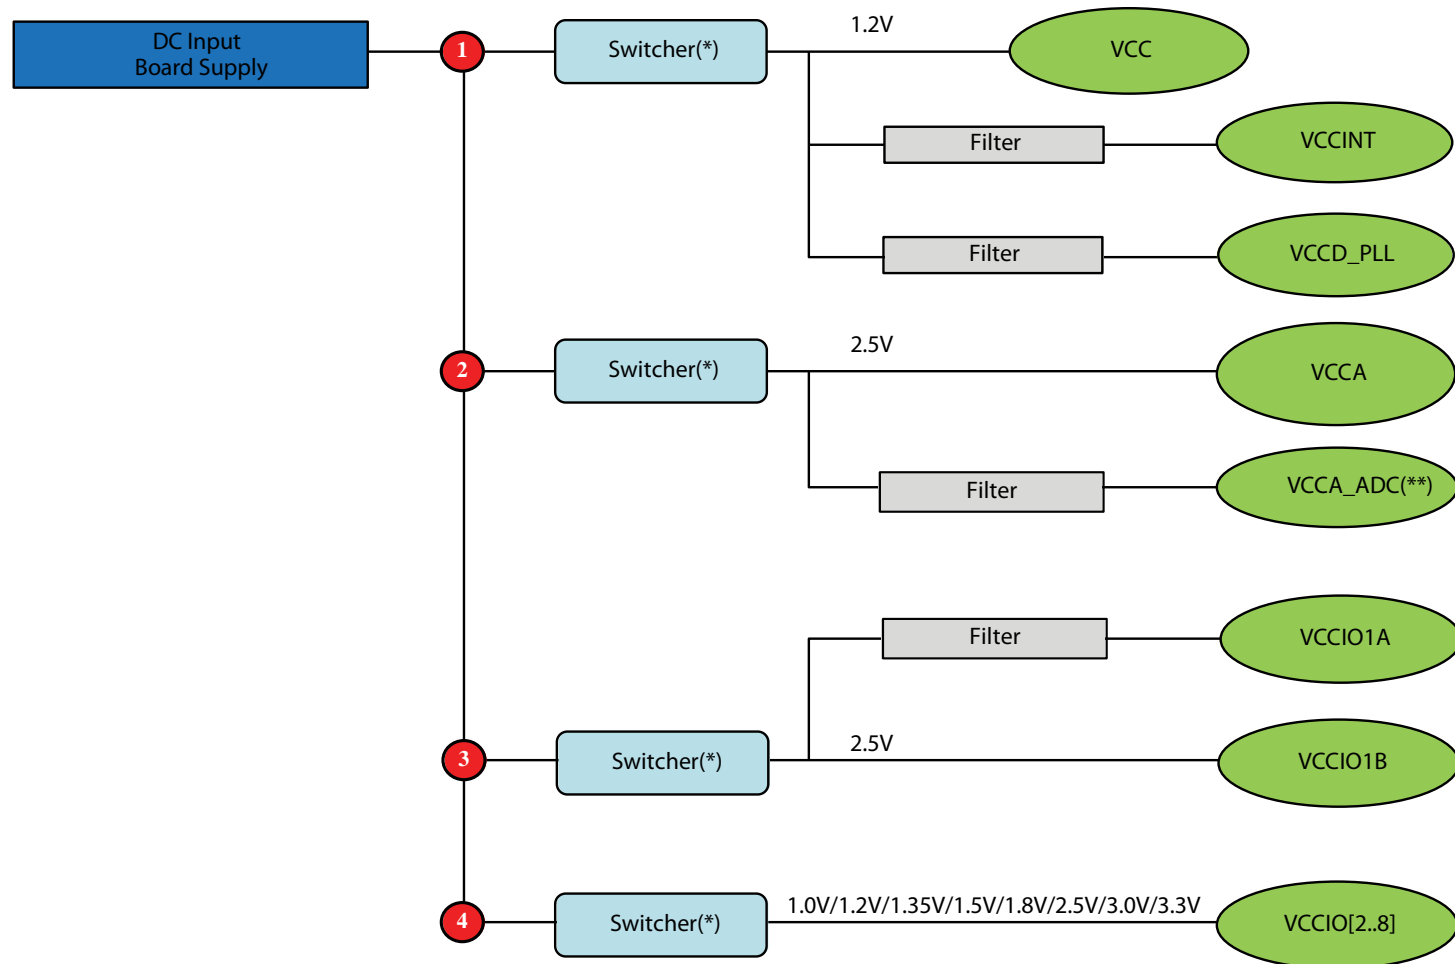 DC Input
Board Supply
1
Switcher(*)
1.2V
VCC
Filter
VCCINT
Filter
VCCD_PLL
2
Switcher(*)
2.5V
VCCA
Filter
VCCA_ADC(**)
Filter
VCCIO1A
3
Switcher(*)
2.5V
VCCIO1B
4
Switcher(*)
1.0V/1.2V/1.35V/1.5V/1.8V/2.5V/3.0V/3.3V
VCCIO[2..8]